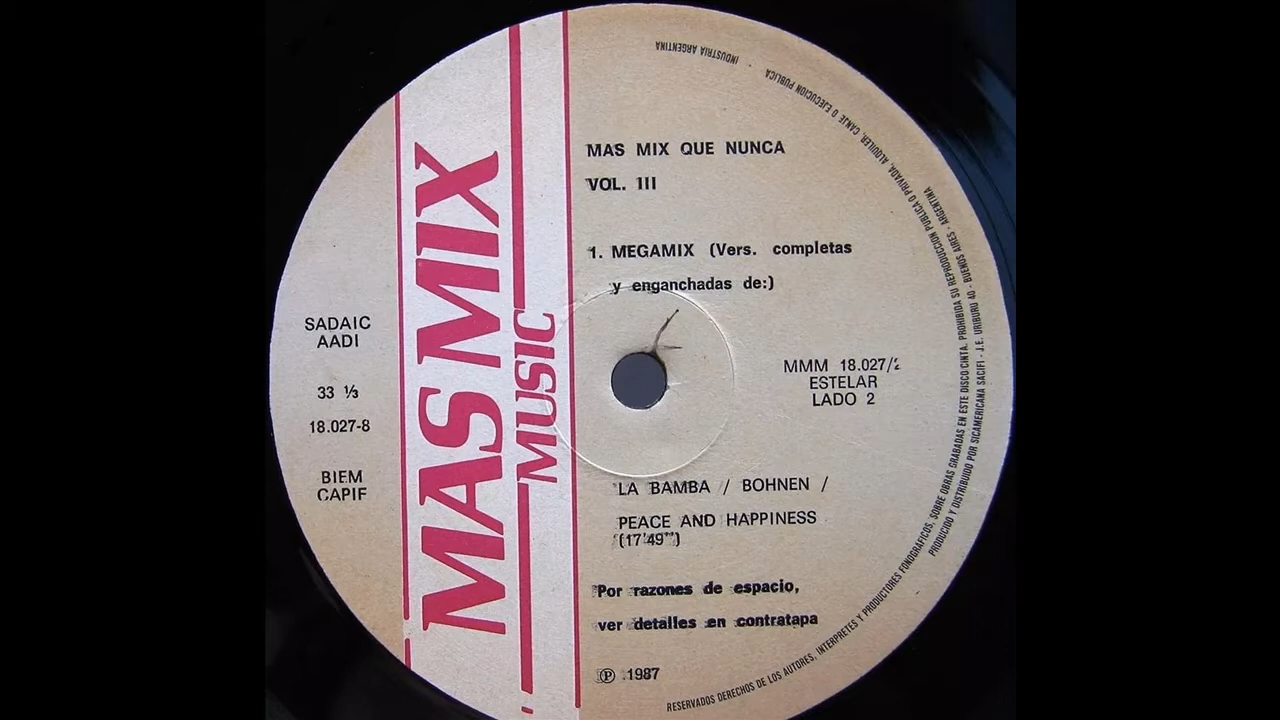 MAS MIX
MUSIC
SADAIC
AADI
33 ⅓
18.027-8
BIEM
CAPIF
MAS MIX QUE NUNCA
VOL. III
1. MEGAMIX (Vers. completas
y enganchadas de:)
MMM 18.027/2
ESTELAR
LADO 2
LA BAMBA / BOHNEN /
PEACE AND HAPPINESS
(17'49")
Por razones de espacio,
ver detalles en contratapa
Ⓟ 1987
RESERVADOS DERECHOS DE LOS AUTORES, INTERPRETES Y PRODUCTORES FONOGRAFICOS, SOBRE OBRAS GRABADAS EN ESTE DISCO CINTA. PROHIBIDA SU REPRODUCCION PUBLICA O PRIVADA, ALQUILER, CANJE O EJECUCION PUBLICA · INDUSTRIA ARGENTINA
PRODUCIDO Y DISTRIBUIDO POR SICAMERICANA SACIFI - J.E. URIBURU 40 - BUENOS AIRES - ARGENTINA